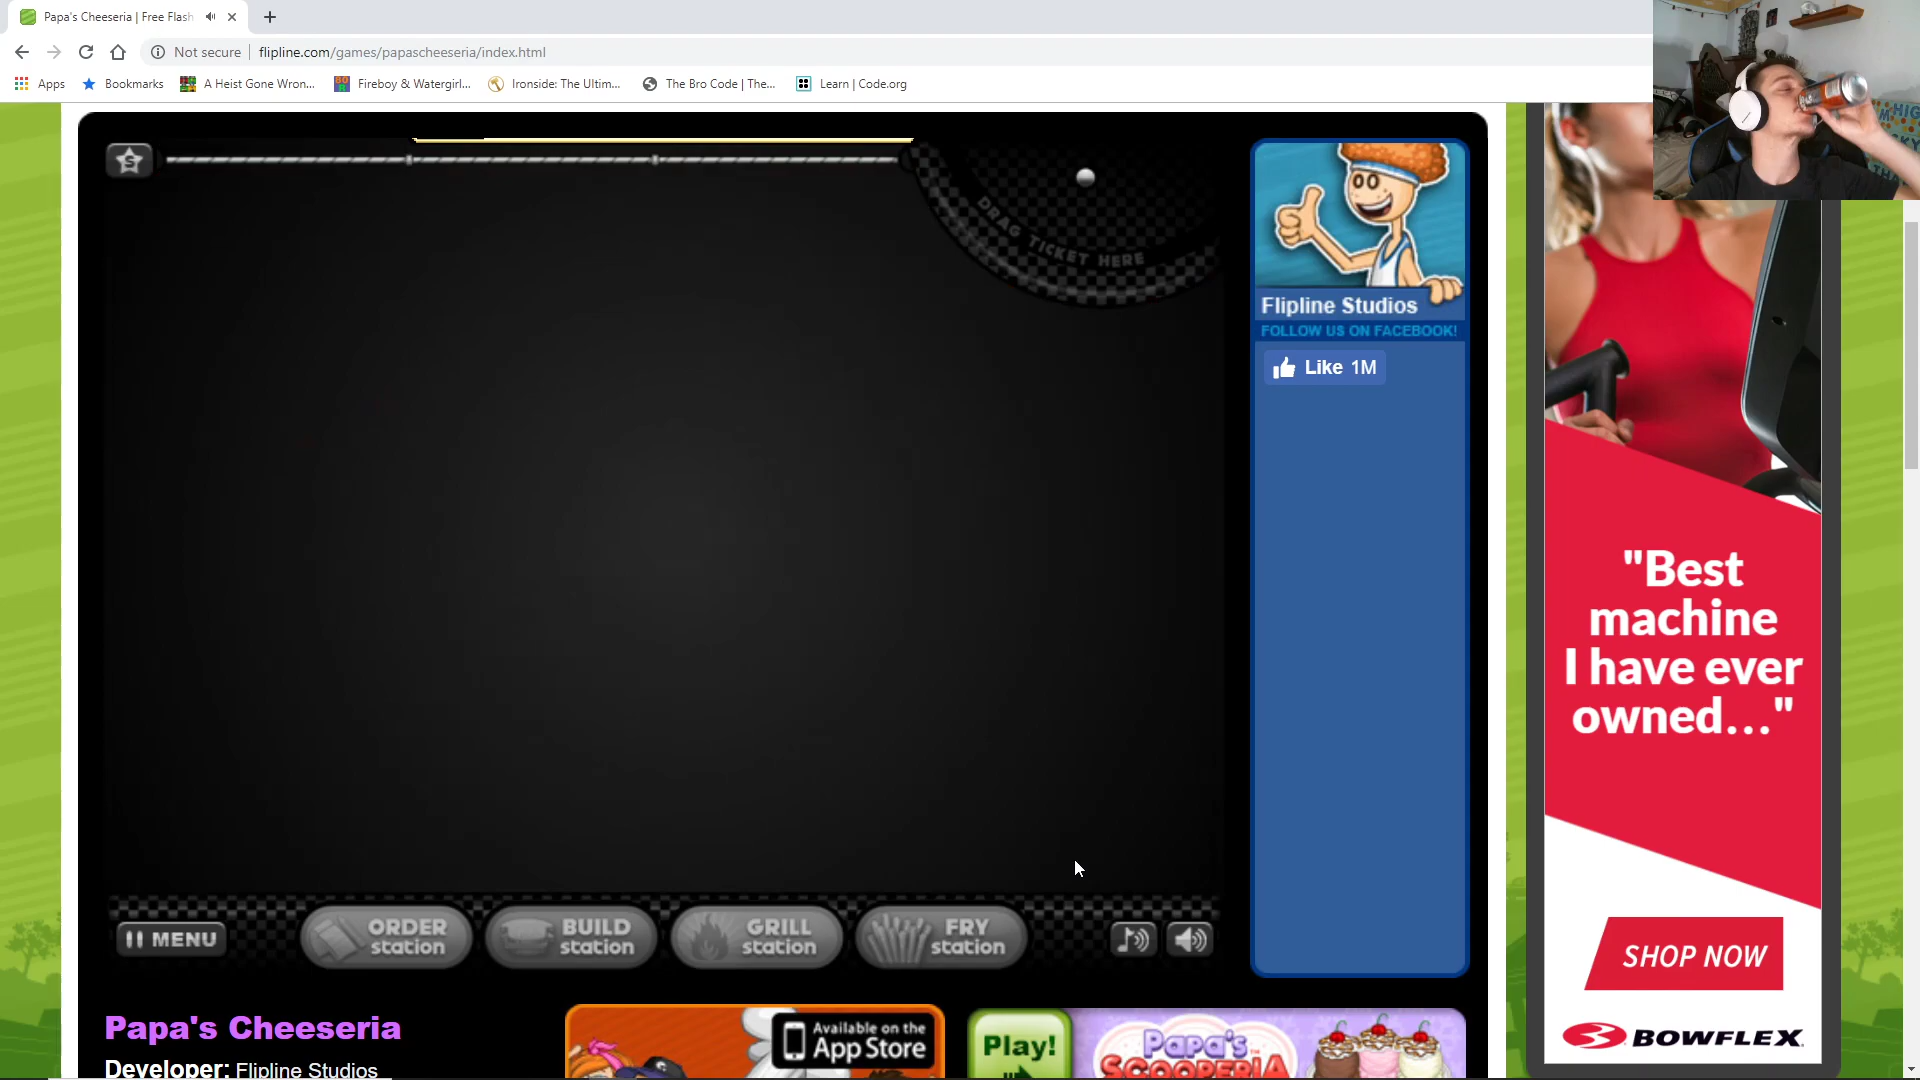 Papa's Cheeseria | Free Flash
Not secure
flipline.com/games/papascheeseria/index.html
Apps
Bookmarks
A Heist Gone Wron...
Fireboy & Watergirl...
Ironside: The Ultim...
The Bro Code | The...
Learn | Code.org
S
DRAG TICKET HERE
Flipline Studios
FOLLOW US ON FACEBOOK!
Like 1M
"Best
machine
I have ever
owned..."
SHOP NOW
BOWFLEX
MENU
ORDER
station
BUILD
station
GRILL
station
FRY
station
Papa's Cheeseria
Developer: Flipline Studios
Available on the
App Store
Play!
Papa's
SCOOPERIA